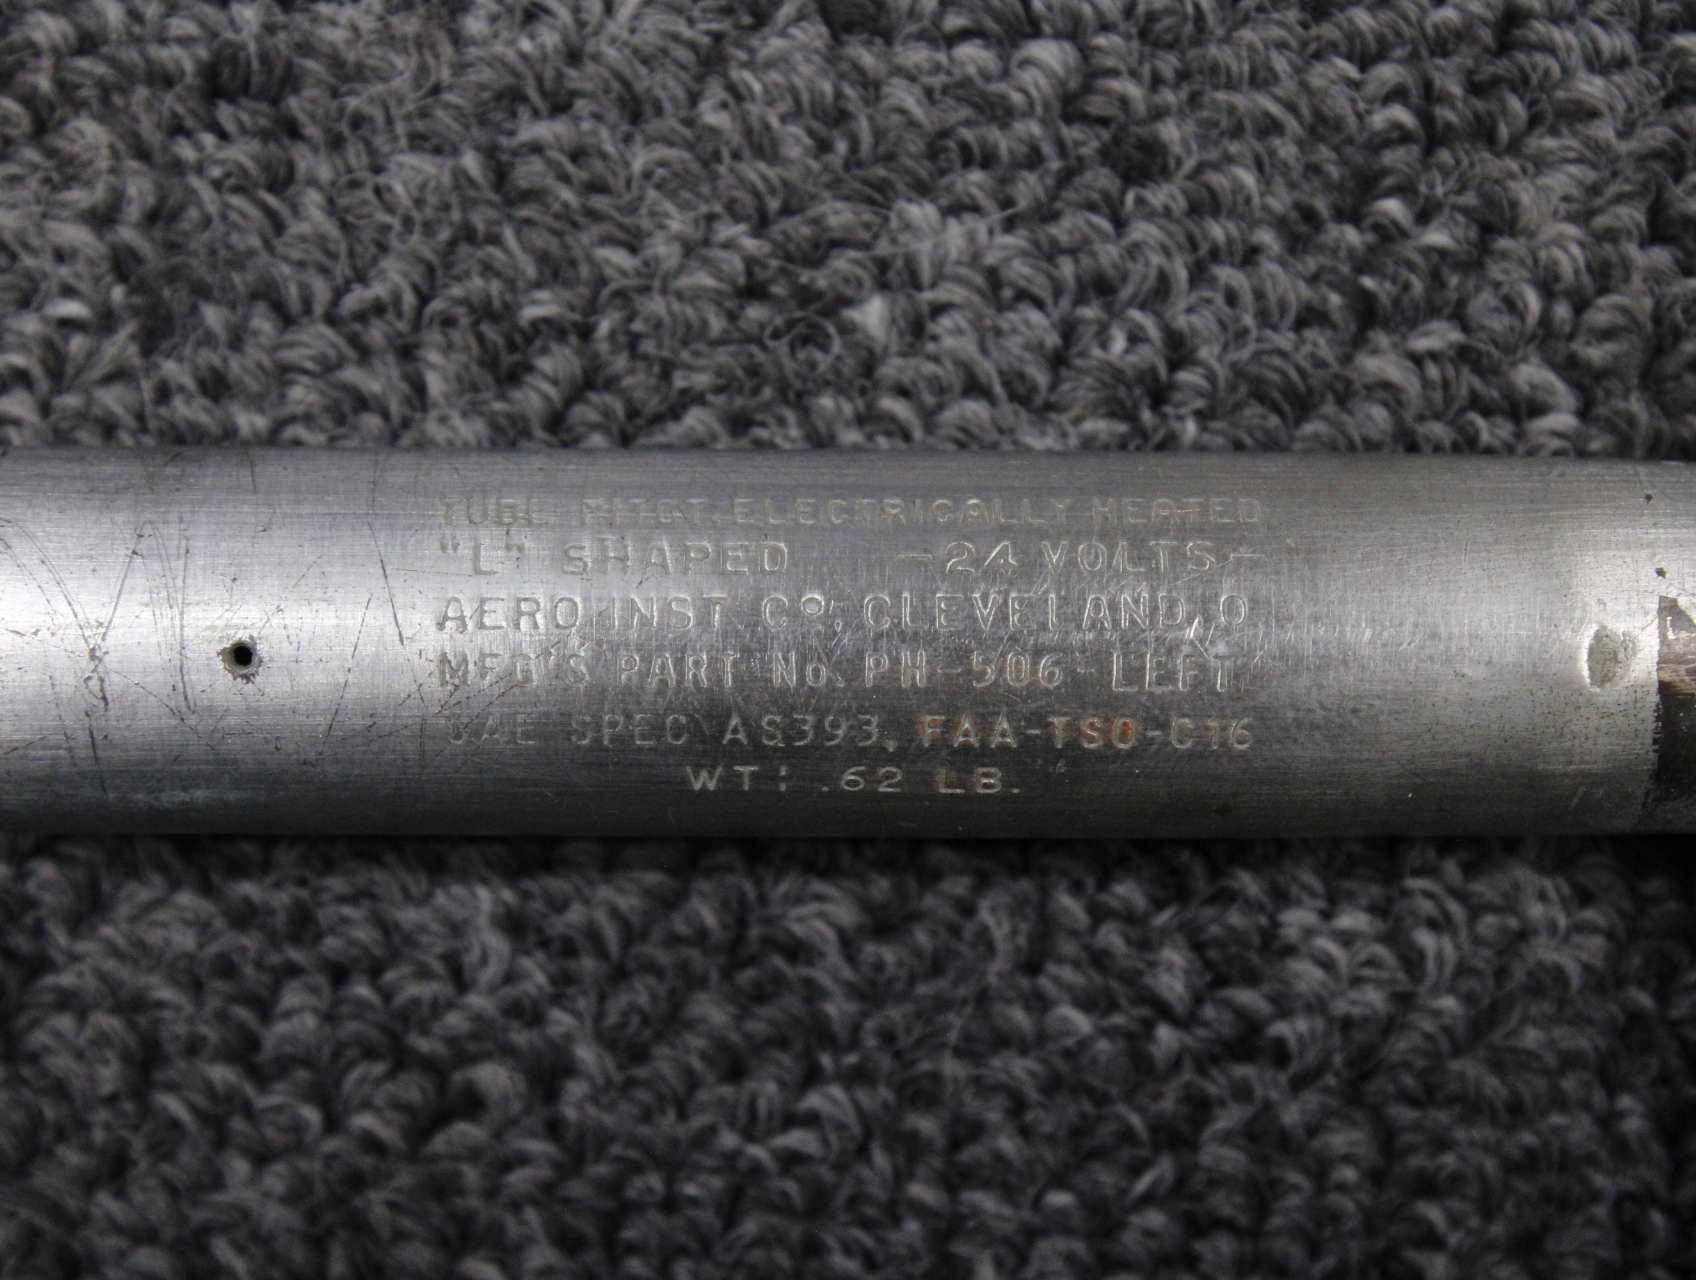 TUBE PITOT, ELECTRICALLY HEATED
"L" SHAPED -24 VOLTS-
AERO INST. Co., CLEVELAND, O
MFG'S PART No. PH-506-LEFT
SAE SPEC AS393, FAA-TSO-C16
WT: .62 LB.